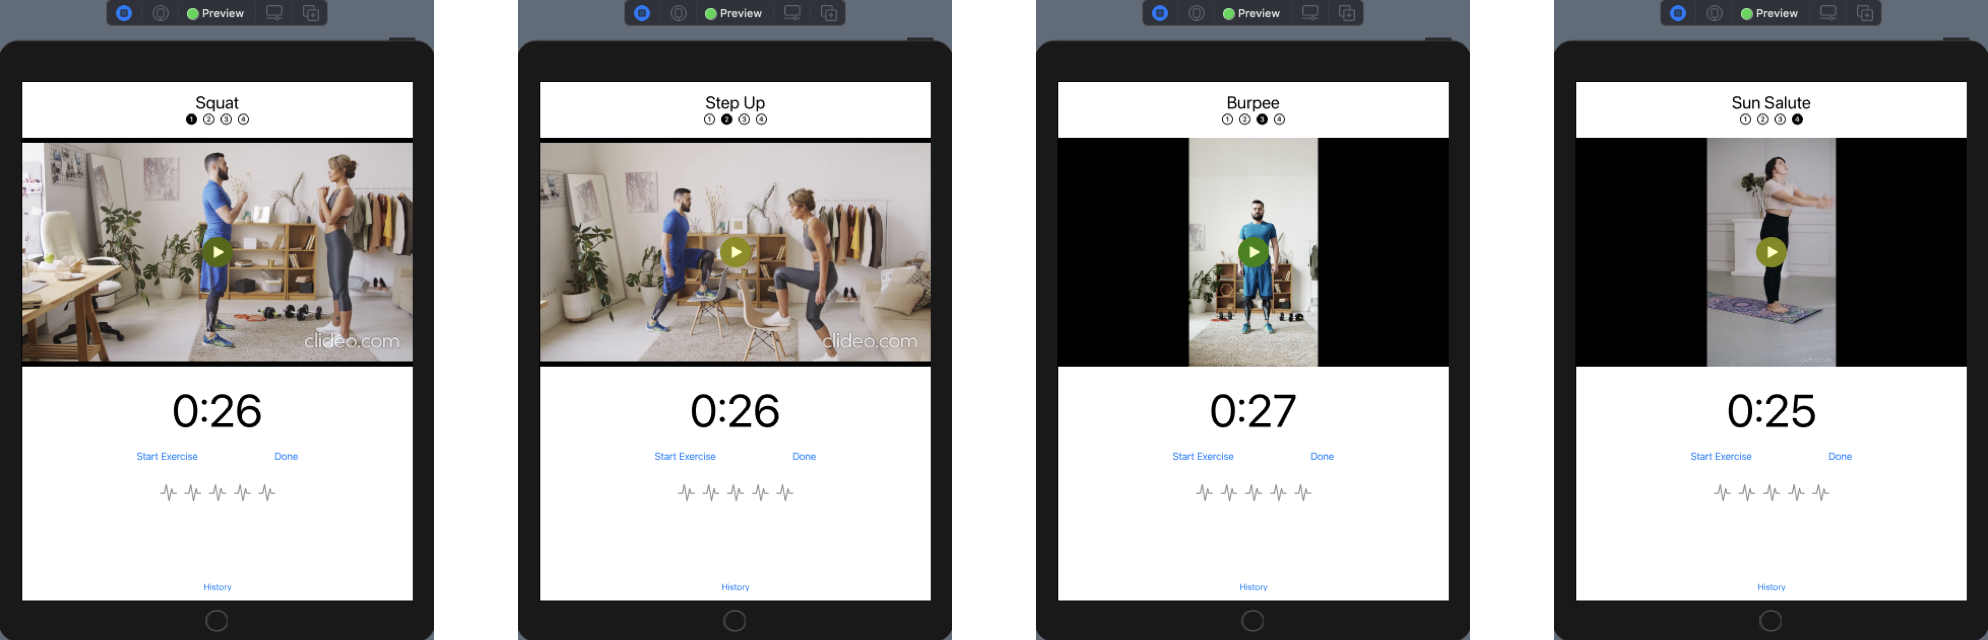 Preview
Squat
1 2 3 4
clideo.com
0:26
Start Exercise Done
History
Preview
Step Up
1 2 3 4
clideo.com
0:26
Start Exercise Done
History
Preview
Burpee
1 2 3 4
0:27
Start Exercise Done
History
Preview
Sun Salute
1 2 3 4
clideo.com
0:25
Start Exercise Done
History